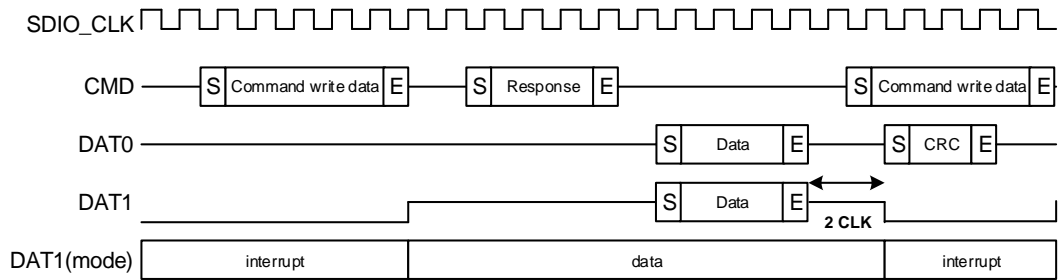 SDIO_CLK
CMD S Command write data E S Response E S Command write data E
DAT0 S Data E S CRC E
DAT1 S Data E
2 CLK
DAT1(mode) interrupt data interrupt